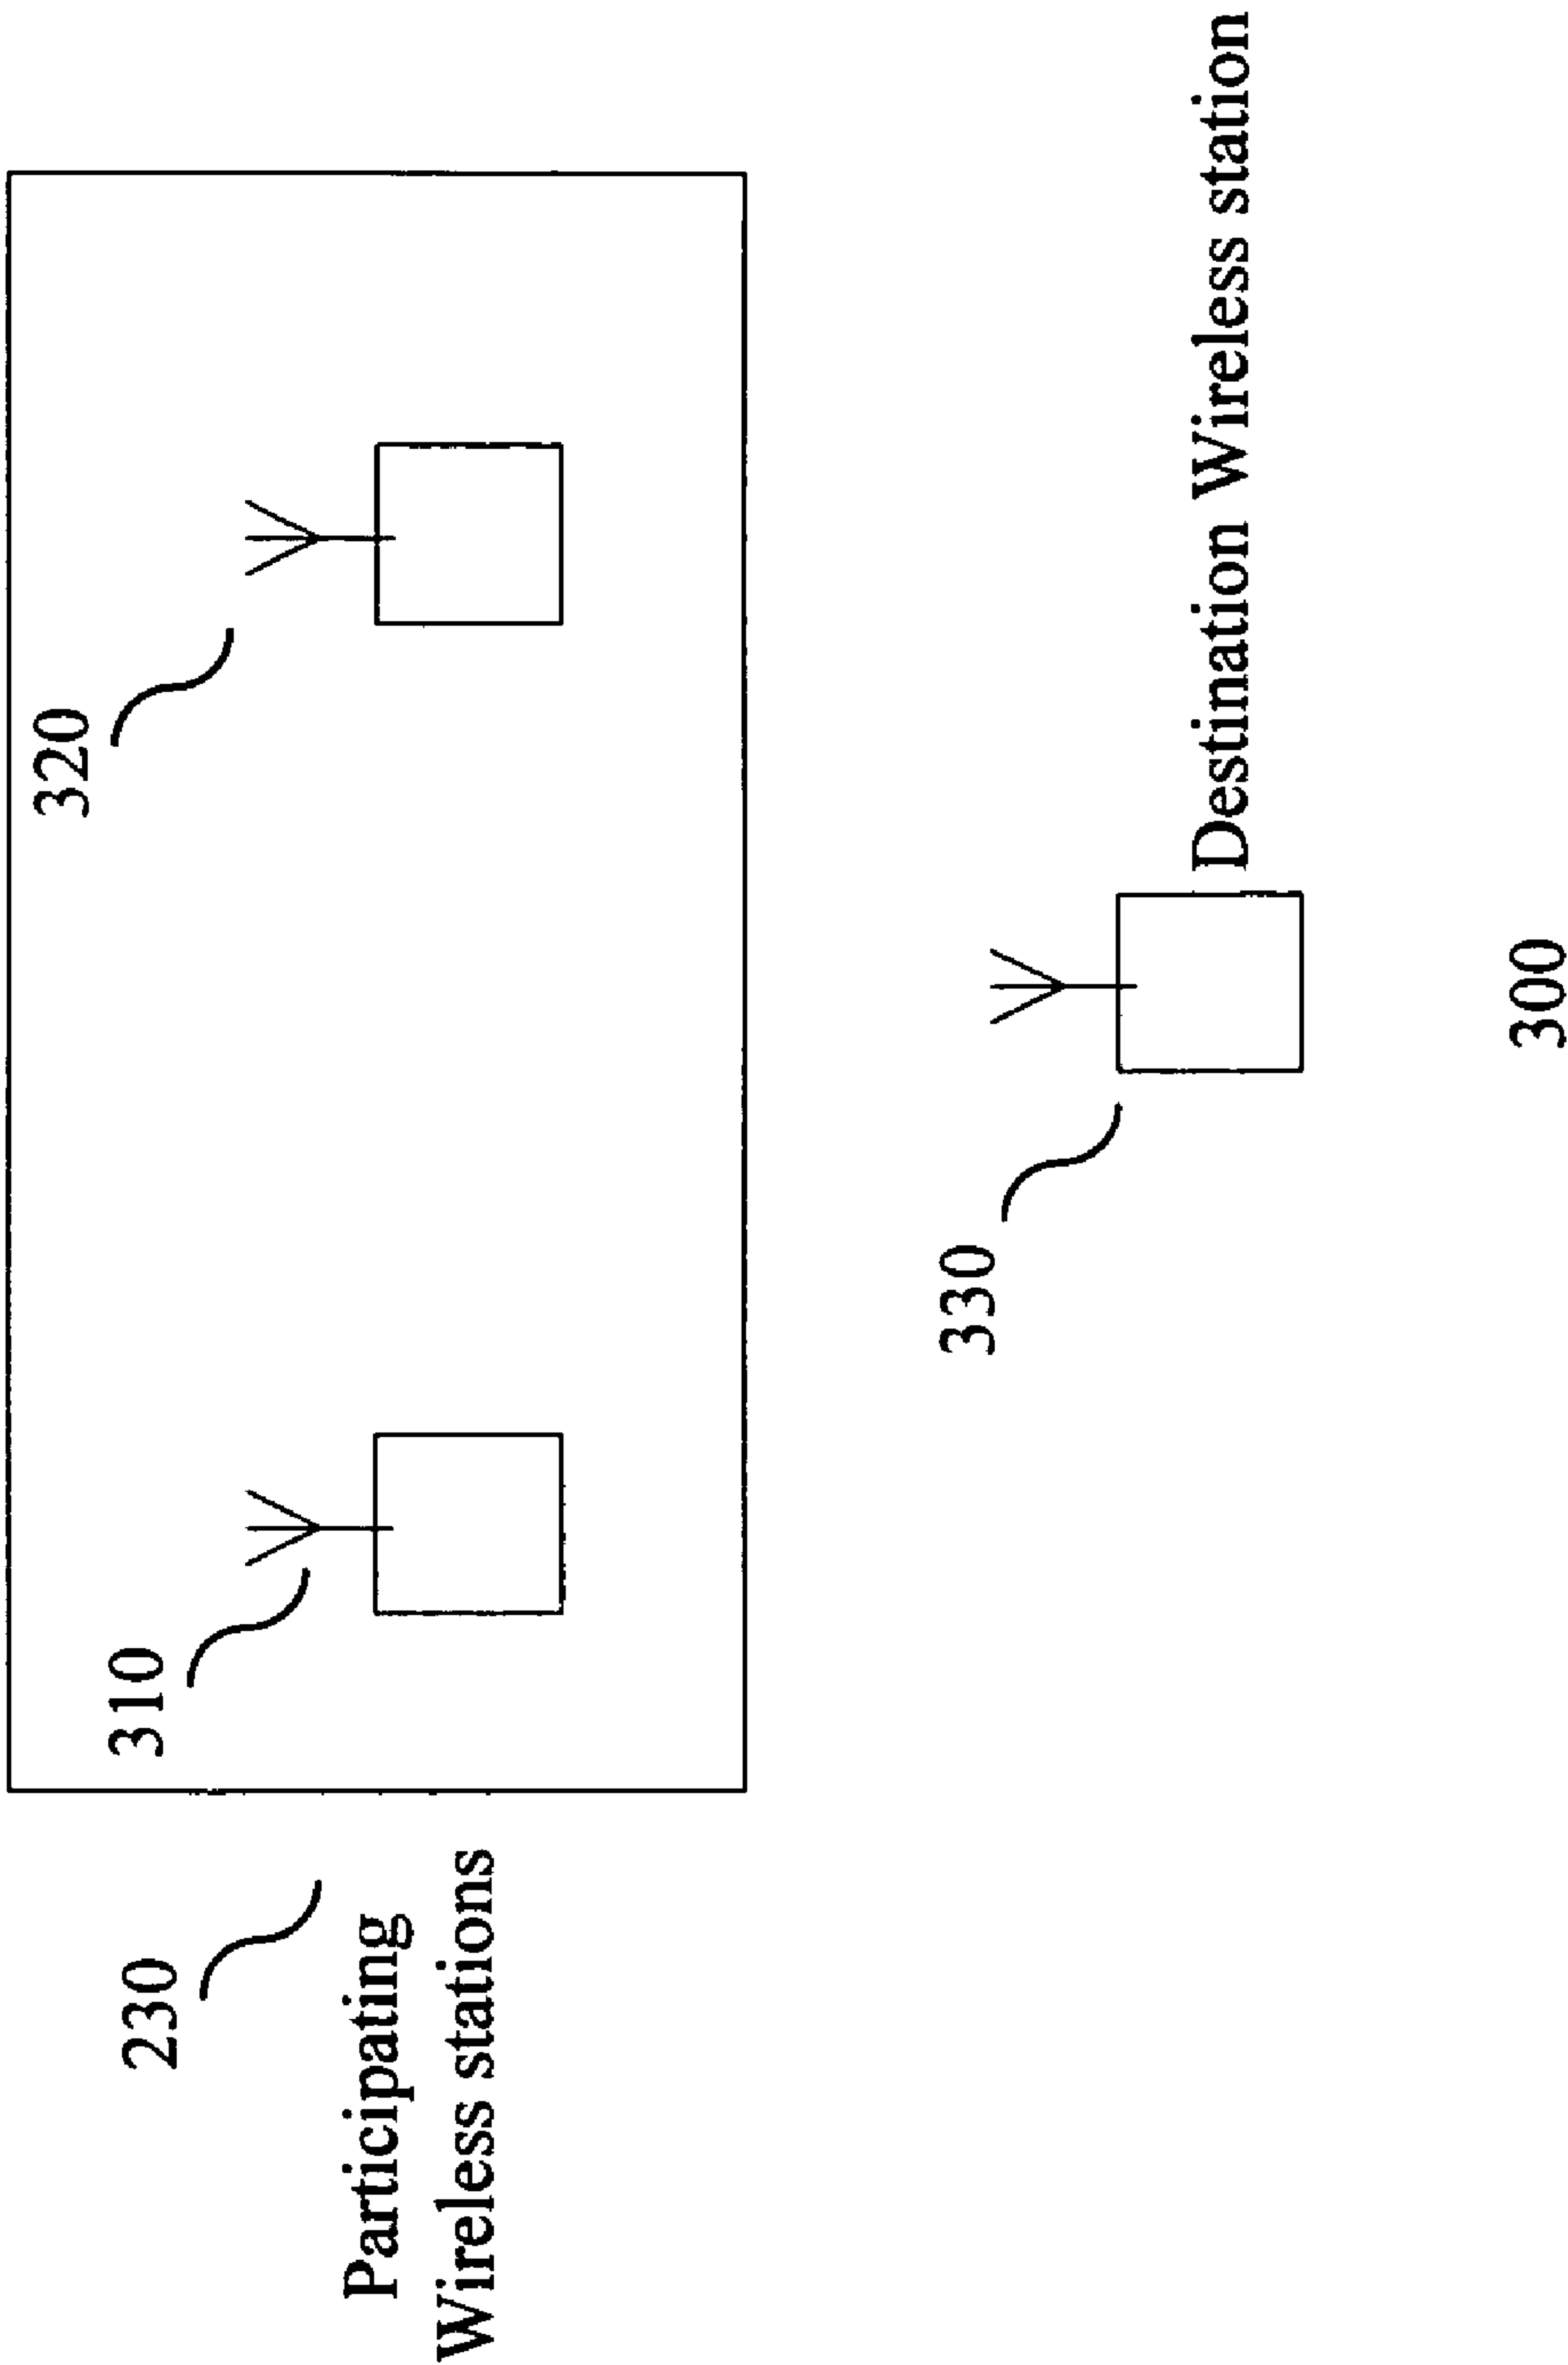 320
310
230
Participating
Wireless stations
330
Destination Wireless station
300